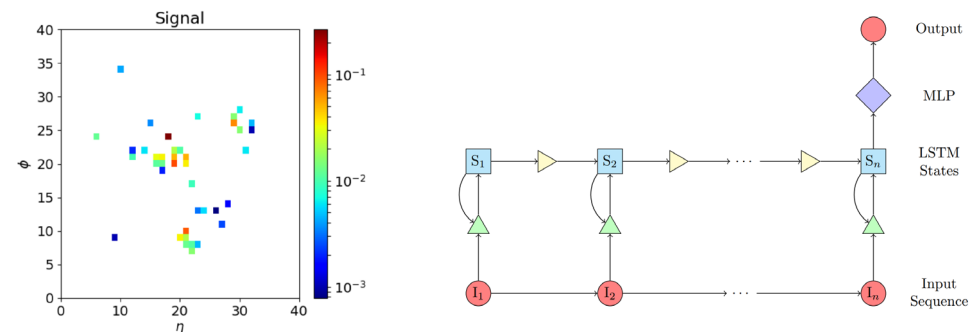 Signal
40
35
30
25
20
15
10
5
0
ϕ
0 10 20 30 40
η
10⁻¹
10⁻²
10⁻³
Output
MLP
S₁ S₂ ··· Sₙ LSTM
States
I₁ I₂ ··· Iₙ Input
Sequence